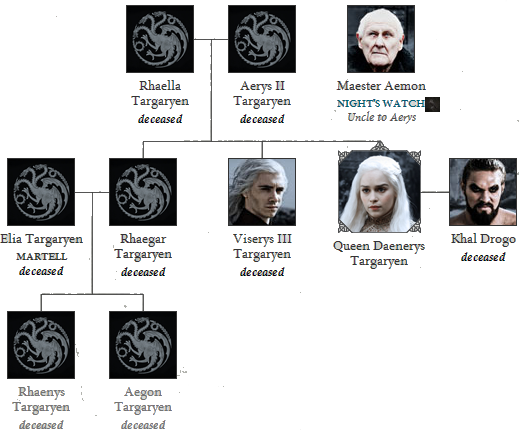 Rhaella
Targaryen
deceased
Aerys II
Targaryen
deceased
Maester Aemon
NIGHT'S WATCH
Uncle to Aerys
Elia Targaryen
MARTELL
deceased
Rhaegar
Targaryen
deceased
Viserys III
Targaryen
deceased
Queen Daenerys
Targaryen
Khal Drogo
deceased
Rhaenys
Targaryen
deceased
Aegon
Targaryen
deceased